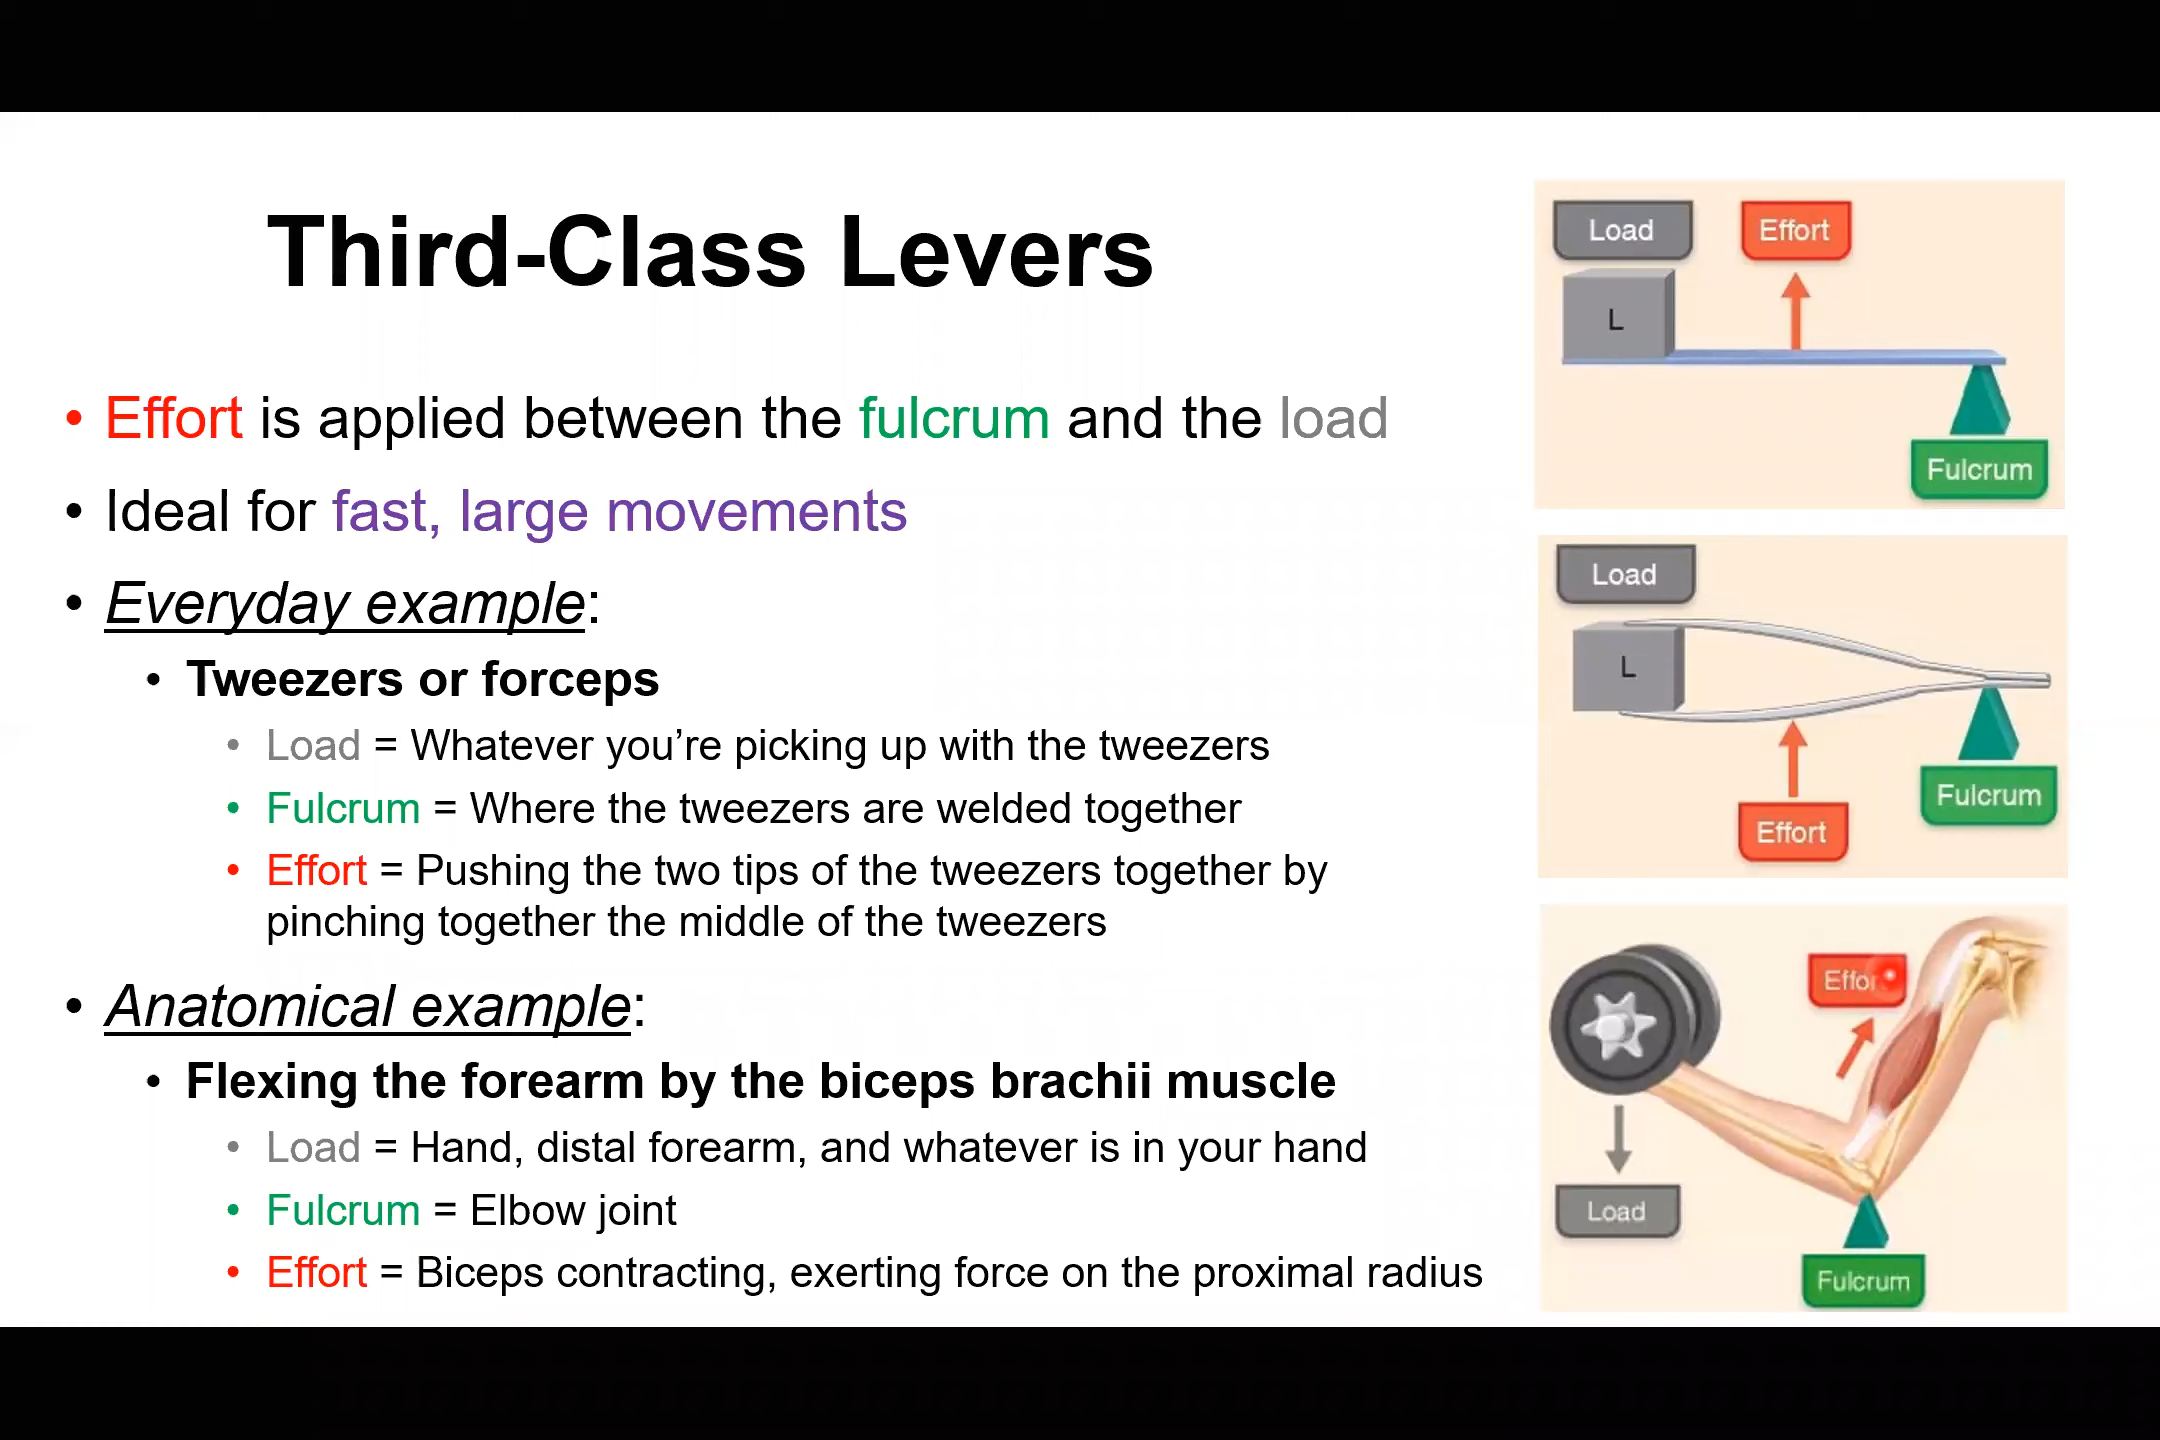 Third-Class Levers
• Effort is applied between the fulcrum and the load
• Ideal for fast, large movements
• Everyday example:
• Tweezers or forceps
• Load = Whatever you’re picking up with the tweezers
• Fulcrum = Where the tweezers are welded together
• Effort = Pushing the two tips of the tweezers together by
pinching together the middle of the tweezers
• Anatomical example:
• Flexing the forearm by the biceps brachii muscle
• Load = Hand, distal forearm, and whatever is in your hand
• Fulcrum = Elbow joint
• Effort = Biceps contracting, exerting force on the proximal radius
Load
Effort
L
Fulcrum
Load
L
Fulcrum
Effort
Effort
Load
Fulcrum